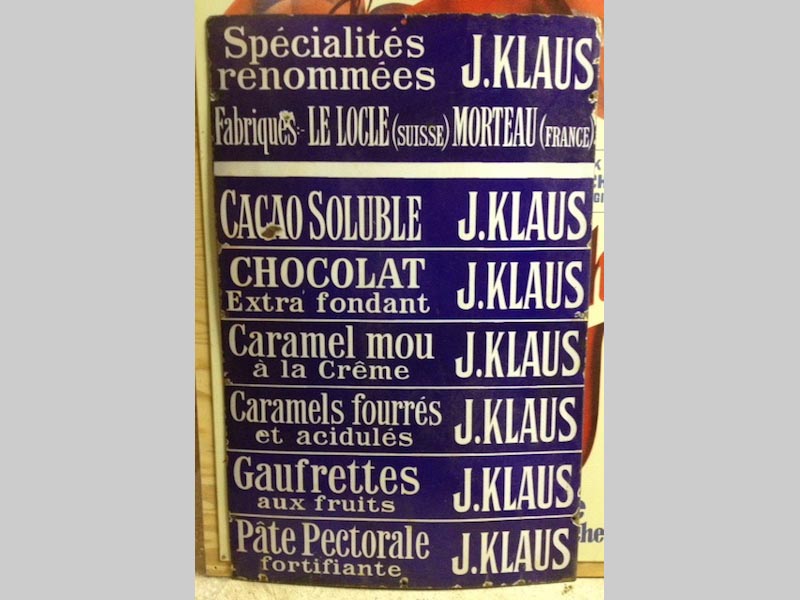 Spécialités
renommées J.KLAUS
Fabriques:- LE LOCLE (SUISSE) MORTEAU (FRANCE)
CACAO SOLUBLE J.KLAUS
CHOCOLAT
Extra fondant J.KLAUS
Caramel mou
à la Crême J.KLAUS
Caramels fourrés
et acidulés J.KLAUS
Gaufrettes
aux fruits J.KLAUS
Pâte Pectorale
fortifiante J.KLAUS